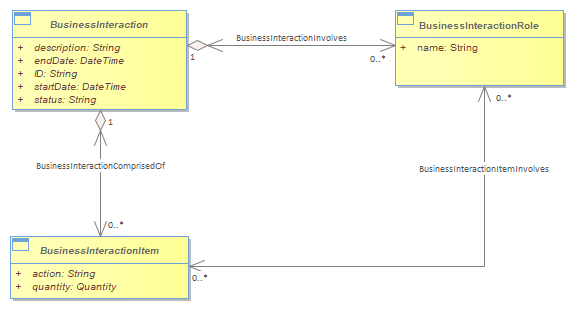 BusinessInteraction
+ description: String
+ endDate: DateTime
+ ID: String
+ startDate: DateTime
+ status: String
BusinessInteractionInvolves
1
0..*
BusinessInteractionRole
+ name: String
1
0..*
BusinessInteractionComprisedOf
BusinessInteractionItemInvolves
0..*
BusinessInteractionItem
+ action: String
+ quantity: Quantity
0..*